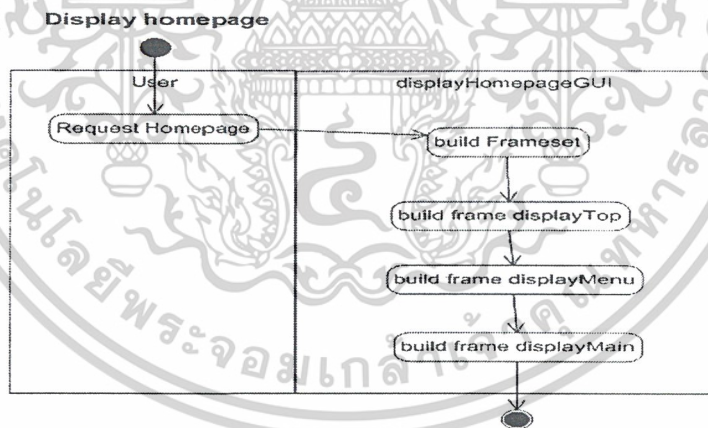 Display homepage
User
displayHomepageGUI
Request Homepage
build Frameset
build frame displayTop
build frame displayMenu
build frame displayMain